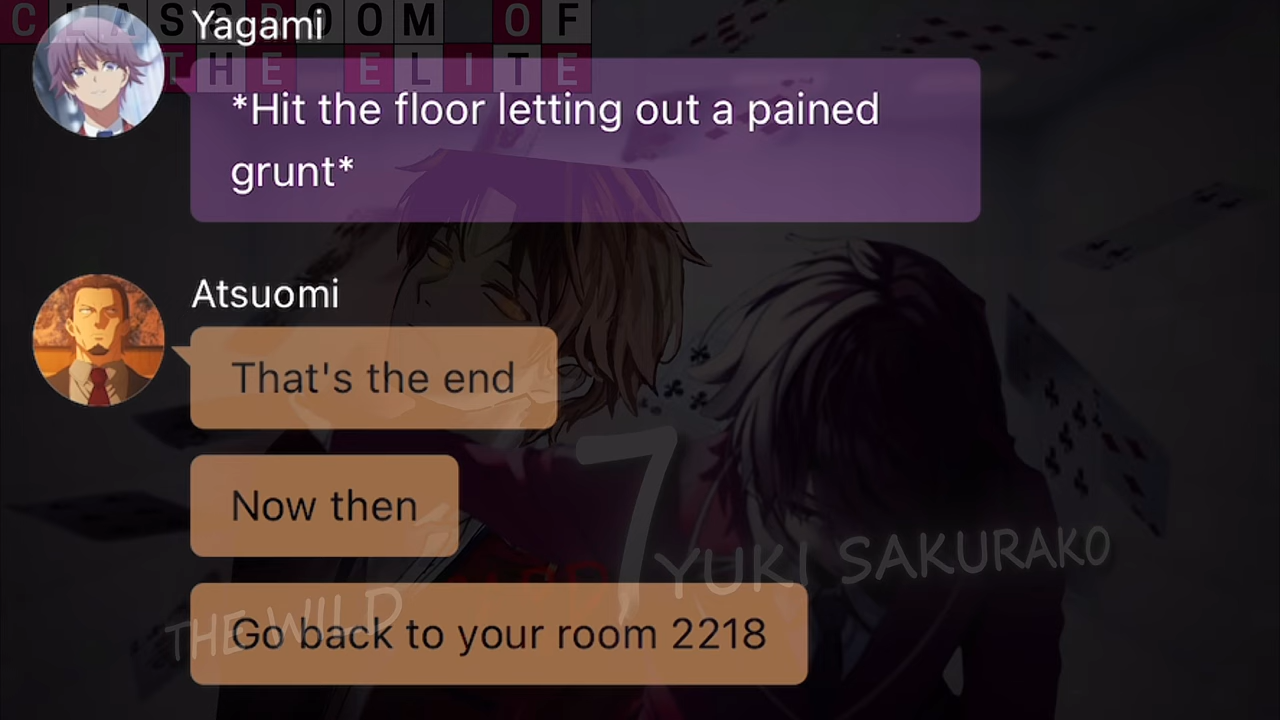 CLASSROOM OF
THE ELITE
Yagami
*Hit the floor letting out a pained
grunt*
Atsuomi
That's the end
Now then
7
YUKI SAKURAKO
THE WILD
Go back to your room 2218